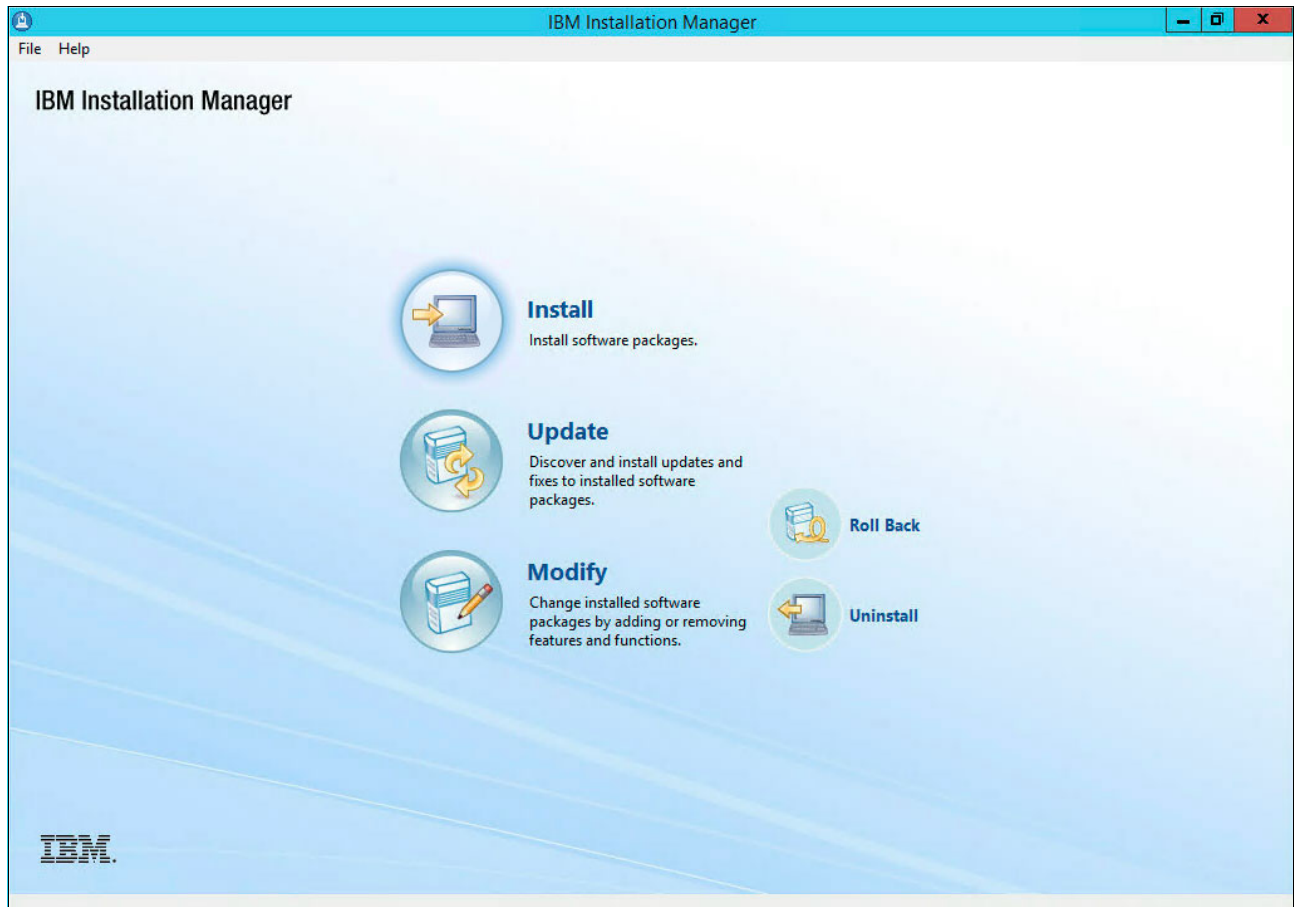 IBM Installation Manager
File Help
IBM Installation Manager
Install
Install software packages.
Update
Discover and install updates and
fixes to installed software
packages.
Roll Back
Modify
Change installed software
packages by adding or removing
features and functions.
Uninstall
IBM.